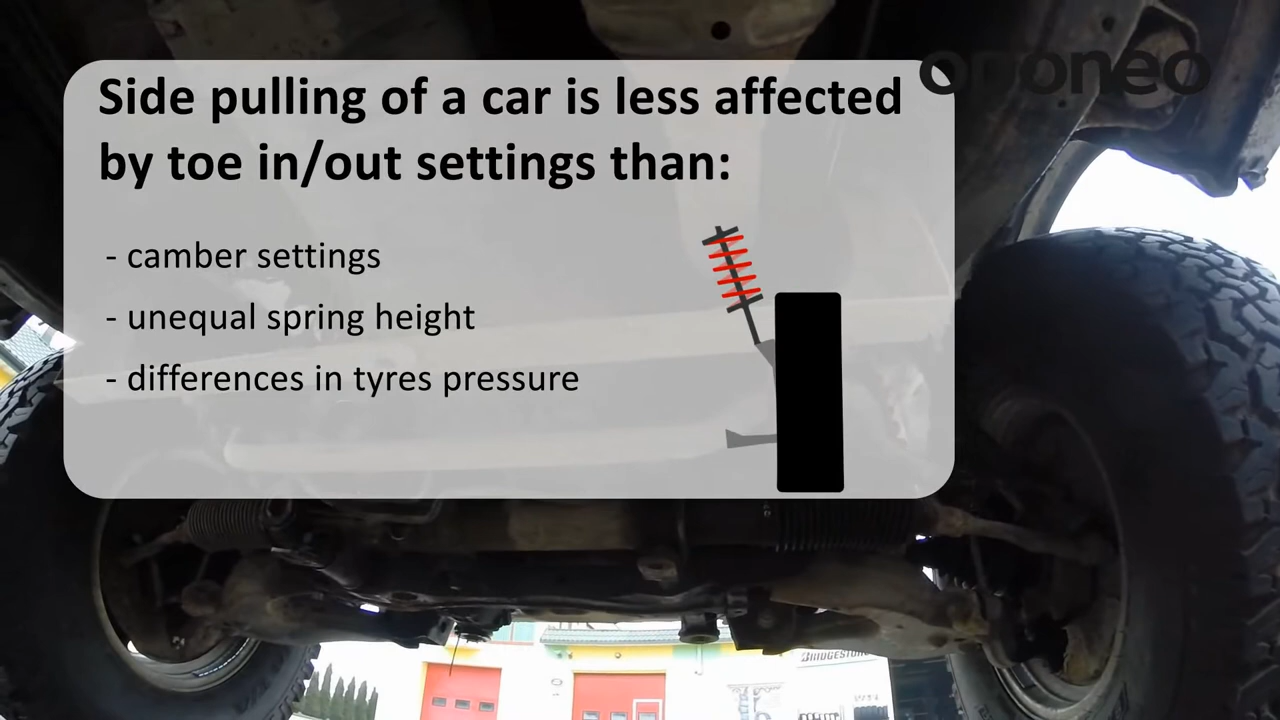 oponeo
Side pulling of a car is less affected
by toe in/out settings than:
- camber settings
- unequal spring height
- differences in tyres pressure
BRIDGESTONE